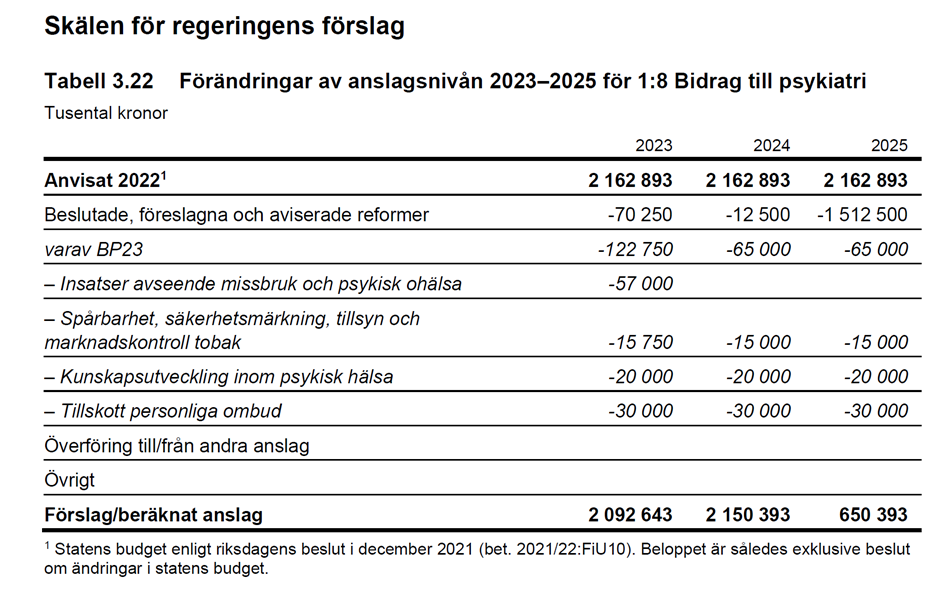 Skälen för regeringens förslag
Tabell 3.22 Förändringar av anslagsnivån 2023–2025 för 1:8 Bidrag till psykiatri
Tusental kronor
2023 2024 2025
Anvisat 2022¹ 2 162 893 2 162 893 2 162 893
Beslutade, föreslagna och aviserade reformer -70 250 -12 500 -1 512 500
varav BP23 -122 750 -65 000 -65 000
– Insatser avseende missbruk och psykisk ohälsa -57 000
– Spårbarhet, säkerhetsmärkning, tillsyn och
marknadskontroll tobak -15 750 -15 000 -15 000
– Kunskapsutveckling inom psykisk hälsa -20 000 -20 000 -20 000
– Tillskott personliga ombud -30 000 -30 000 -30 000
Överföring till/från andra anslag
Övrigt
Förslag/beräknat anslag 2 092 643 2 150 393 650 393
¹ Statens budget enligt riksdagens beslut i december 2021 (bet. 2021/22:FiU10). Beloppet är således exklusive beslut
om ändringar i statens budget.